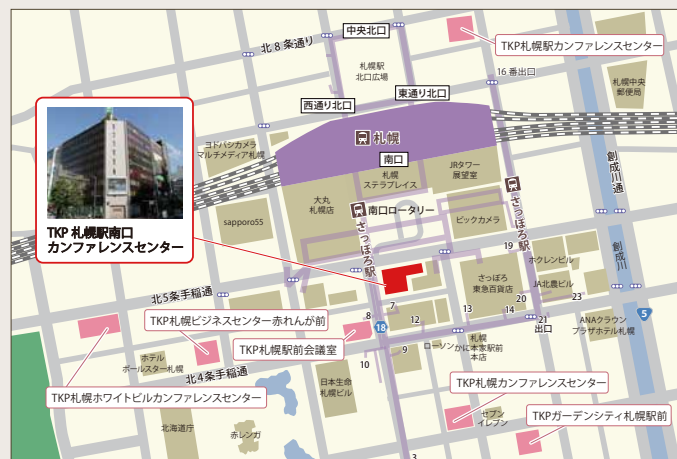 中央北口
北8条通り
TKP札幌駅カンファレンスセンター
札幌駅
北口広場
16 番出口
札幌中央
郵便局
西通り北口
東通り北口
ヨドバシカメラ
マルチメディア札幌
札幌
南口
札幌
ステラプレイス
JRタワー
展望室
創成川通
大丸
札幌店
sapporo55
南口ロータリー
さっぽろ駅
ビックカメラ
さっぽろ駅
TKP 札幌駅南口
カンファレンスセンター
19
ホクレンビル
創成川
さっぽろ
東急百貨店
JA北農ビル
北5条手稲通
7
8
13
20
23
14
5
TKP札幌ビジネスセンター赤れんが前
12
18
21
出口
ANAクラウン
プラザホテル札幌
TKP札幌駅前会議室
ローソン
札幌
かに本家駅前
本店
9
10
ホテル
ポールスター札幌
北4条手稲通
日本生命
札幌ビル
TKP札幌カンファレンスセンター
TKP札幌ホワイトビルカンファレンスセンター
セブン
イレブン
TKPガーデンシティ札幌駅前
北海道庁
赤レンガ
3